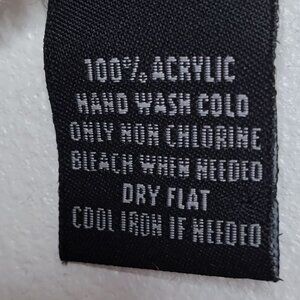 100% ACRYLIC
HAND WASH COLD
ONLY NON CHLORINE
BLEACH WHEN NEEDED
DRY FLAT
COOL IRON IF NEEDED